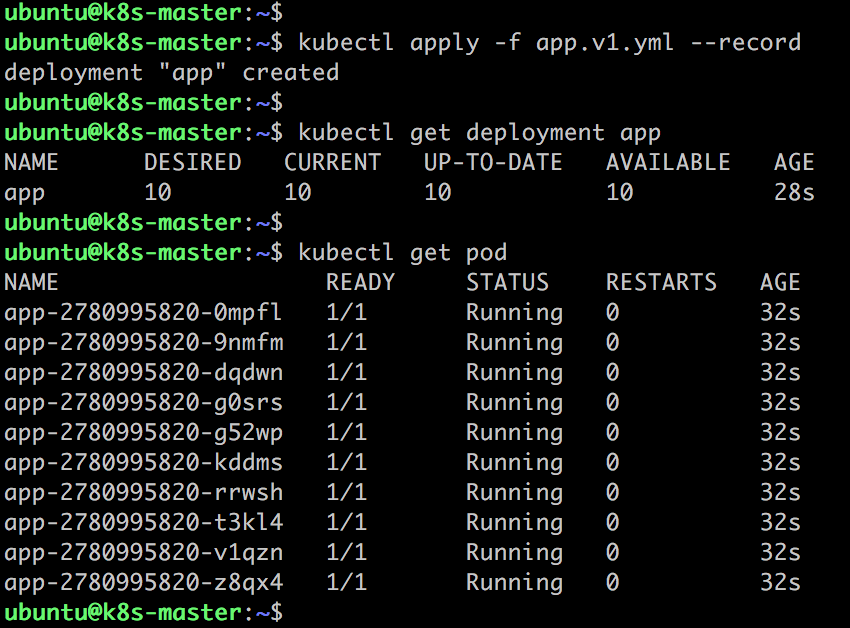 ubuntu@k8s-master:~$
ubuntu@k8s-master:~$ kubectl apply -f app.v1.yml --record
deployment "app" created
ubuntu@k8s-master:~$
ubuntu@k8s-master:~$ kubectl get deployment app
NAME      DESIRED   CURRENT   UP-TO-DATE   AVAILABLE   AGE
app       10        10        10           10          28s
ubuntu@k8s-master:~$
ubuntu@k8s-master:~$ kubectl get pod
NAME                   READY     STATUS    RESTARTS   AGE
app-2780995820-0mpfl   1/1       Running   0          32s
app-2780995820-9nmfm   1/1       Running   0          32s
app-2780995820-dqdwn   1/1       Running   0          32s
app-2780995820-g0srs   1/1       Running   0          32s
app-2780995820-g52wp   1/1       Running   0          32s
app-2780995820-kddms   1/1       Running   0          32s
app-2780995820-rrwsh   1/1       Running   0          32s
app-2780995820-t3kl4   1/1       Running   0          32s
app-2780995820-v1qzn   1/1       Running   0          32s
app-2780995820-z8qx4   1/1       Running   0          32s
ubuntu@k8s-master:~$